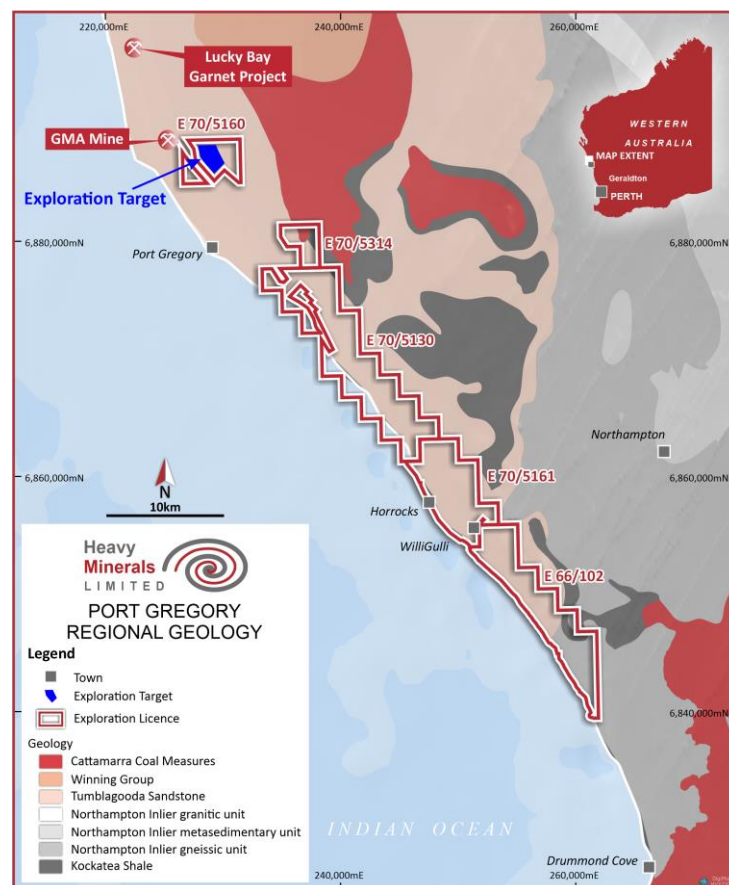 220,000mE
240,000mE
260,000mE
Lucky Bay
Garnet Project
E 70/5160
GMA Mine
Exploration Target
WESTERN
AUSTRALIA
MAP EXTENT
Geraldton
PERTH
6,880,000mN
6,880,000mN
Port Gregory
E 70/5314
E 70/5130
Northampton
6,860,000mN
6,860,000mN
E 70/5161
N
10km
Horrocks
WilliGulli
E 66/102
Heavy
Minerals
LIMITED
PORT GREGORY
REGIONAL GEOLOGY
Legend
Town
Exploration Target
Exploration Licence
Geology
Cattamarra Coal Measures
Winning Group
Tumblagooda Sandstone
Northampton Inlier granitic unit
Northampton Inlier metasedimentary unit
Northampton Inlier gneissic unit
Kockatea Shale
6,840,000mN
INDIAN OCEAN
Drummond Cove
240,000mE
260,000mE